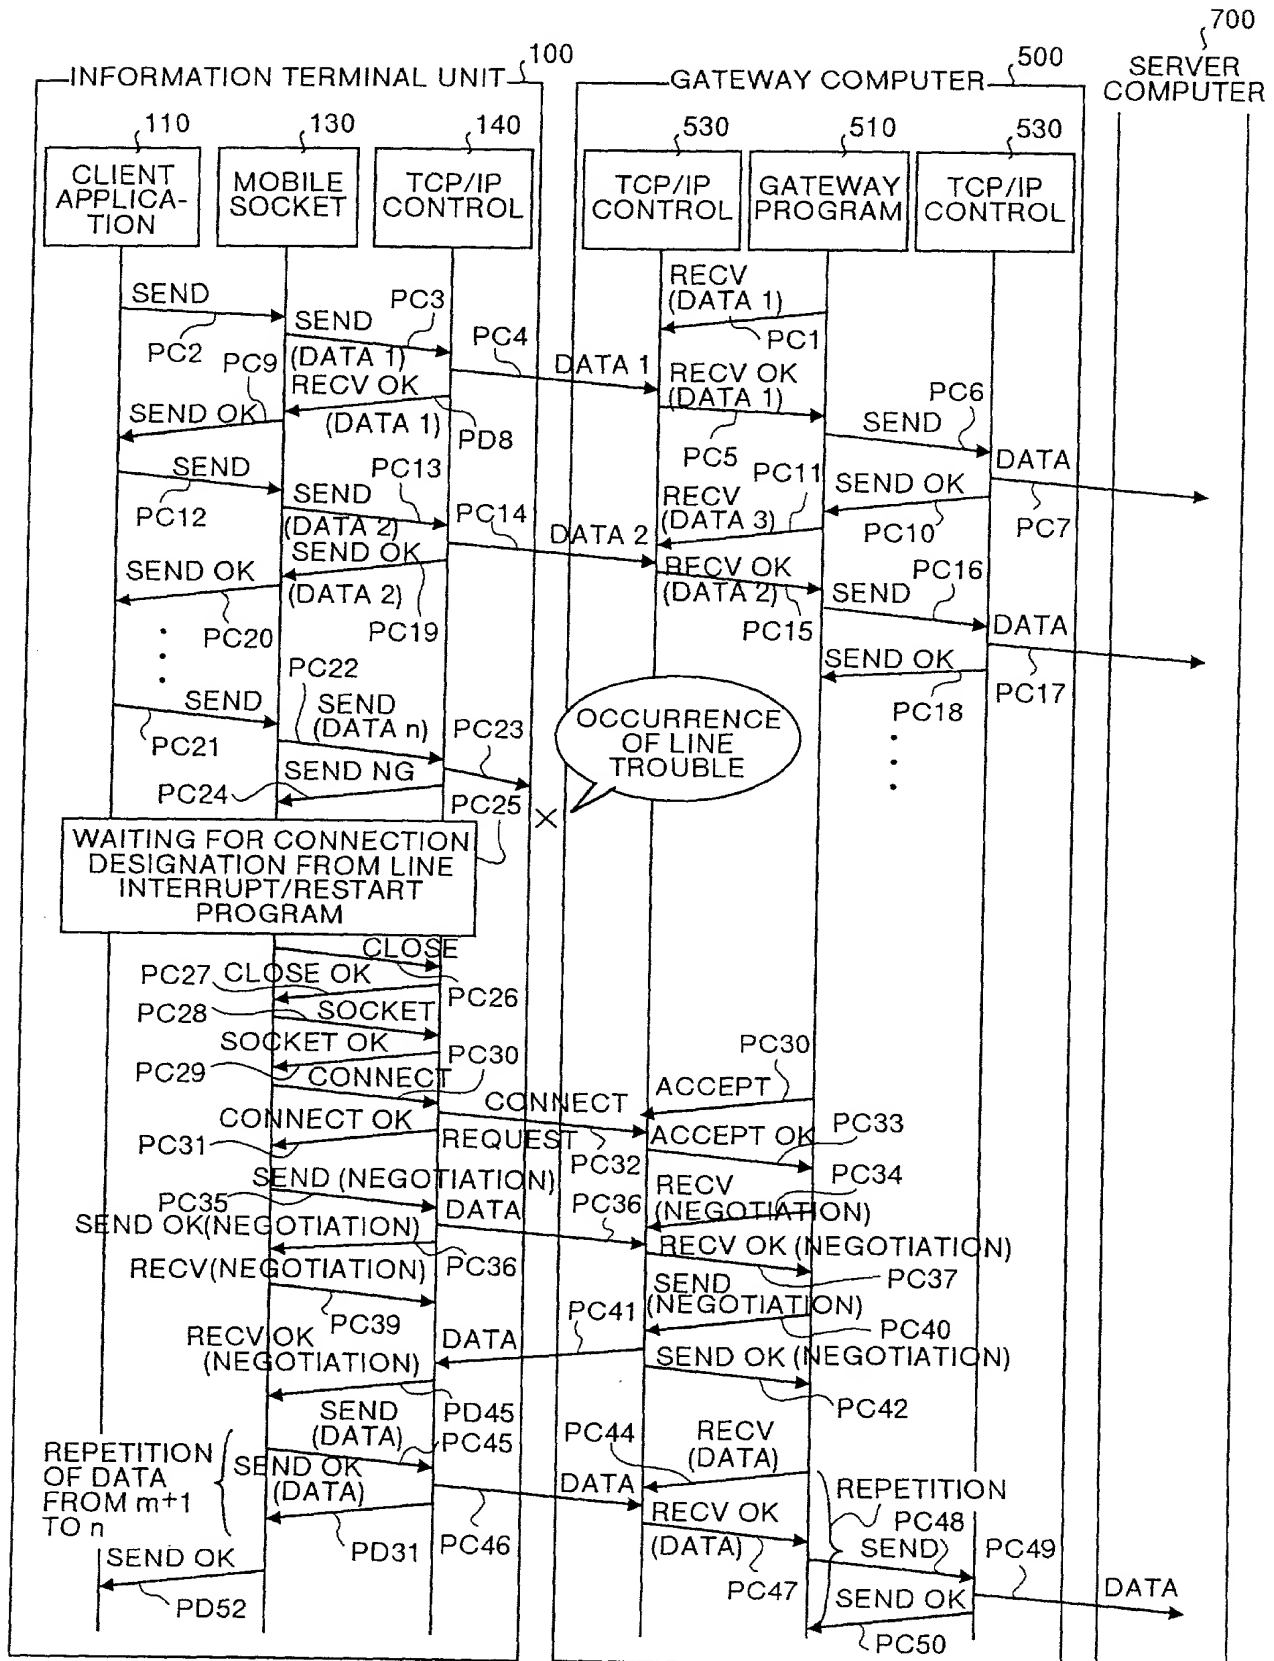 700
100
500
INFORMATION TERMINAL UNIT
GATEWAY COMPUTER
SERVER
COMPUTER
110
130
140
530
510
530
CLIENT
APPLICA-
TION
MOBILE
SOCKET
TCP/IP
CONTROL
TCP/IP
CONTROL
GATEWAY
PROGRAM
TCP/IP
CONTROL
RECV
(DATA 1)
PC1
SEND
PC2
SEND
(DATA 1)
PC3
PC4
DATA 1
PC9
RECV OK
(DATA 1)
PD8
SEND OK
RECV OK
(DATA 1)
PC5
SEND
PC6
DATA
PC7
SEND OK
PC10
PC11
RECV
(DATA 3)
SEND
PC12
SEND
(DATA 2)
PC13
PC14
DATA 2
SEND OK
(DATA 2)
PC19
SEND OK
PC20
RECV OK
(DATA 2)
PC15
SEND
PC16
DATA
PC17
SEND OK
PC18
SEND
PC21
PC22
SEND
(DATA n)
PC23
SEND NG
PC24
OCCURRENCE
OF LINE
TROUBLE
PC25
WAITING FOR CONNECTION
DESIGNATION FROM LINE
INTERRUPT/RESTART
PROGRAM
CLOSE
PC26
PC27
CLOSE OK
PC28
SOCKET
SOCKET OK
PC29
PC30
CONNECT
PC30
ACCEPT
CONNECT OK
PC31
CONNECT
REQUEST
PC32
ACCEPT OK
PC33
PC34
RECV
(NEGOTIATION)
SEND (NEGOTIATION)
PC35
DATA
PC36
SEND OK(NEGOTIATION)
PC36
RECV OK (NEGOTIATION)
PC37
RECV(NEGOTIATION)
PC39
SEND
(NEGOTIATION)
PC40
PC41
DATA
RECV OK
(NEGOTIATION)
PD45
SEND OK (NEGOTIATION)
PC42
SEND
(DATA)
PC45
PC44
RECV
(DATA)
REPETITION
OF DATA
FROM m+1
TO n
SEND OK
(DATA)
PD31
DATA
PC46
RECV OK
(DATA)
PC47
REPETITION
PC48
SEND
PC49
DATA
SEND OK
PC50
SEND OK
PD52